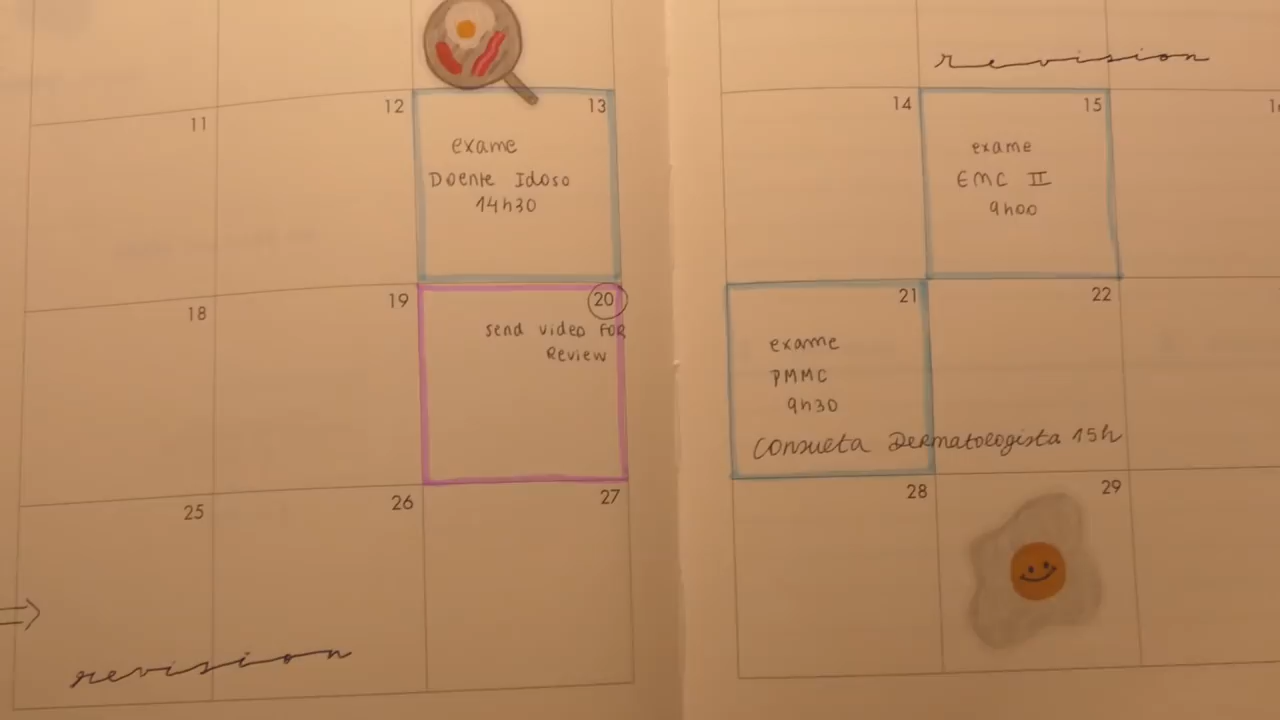 revision
11
12
13
exame
Doente Idoso
14h30
14
15
exame
EMC II
9h00
18
19
20
send video FOR
Review
21
exame
PMMC
9h30
Consulta Dermatologista 15h
22
25
26
27
28
29
revision